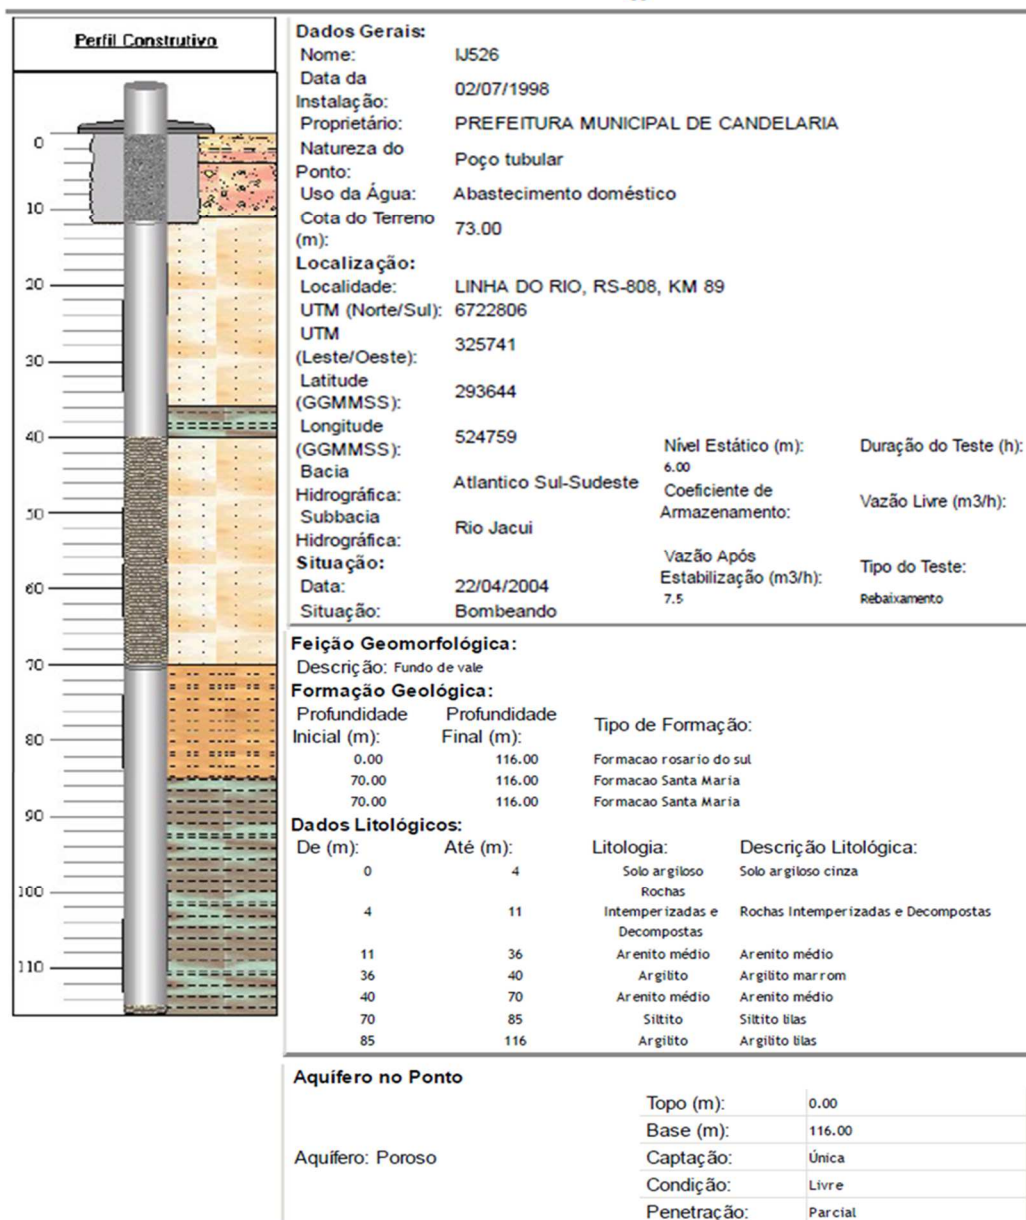 Perfil Construtivo
0
10
20
30
40
50
60
70
80
90
100
110
Dados Gerais:
Nome: IJ526
Data da Instalação: 02/07/1998
Proprietário: PREFEITURA MUNICIPAL DE CANDELARIA
Natureza do Ponto: Poço tubular
Uso da Água: Abastecimento doméstico
Cota do Terreno (m): 73.00
Localização:
Localidade: LINHA DO RIO, RS-808, KM 89
UTM (Norte/Sul): 6722806
UTM (Leste/Oeste): 325741
Latitude (GGMMSS): 293644
Longitude (GGMMSS): 524759
Bacia Hidrográfica: Atlantico Sul-Sudeste
Subbacia Hidrográfica: Rio Jacui
Situação:
Data: 22/04/2004
Situação: Bombeando
Nível Estático (m): 6.00
Duração do Teste (h):
Coeficiente de Armazenamento:
Vazão Livre (m3/h):
Vazão Após Estabilização (m3/h): 7.5
Tipo do Teste: Rebaixamento
Feição Geomorfológica:
Descrição: Fundo de vale
Formação Geológica:
Profundidade Inicial (m): Profundidade Final (m): Tipo de Formação:
0.00 116.00 Formacao rosario do sul
70.00 116.00 Formacao Santa Maria
70.00 116.00 Formacao Santa Maria
Dados Litológicos:
De (m): Até (m): Litologia: Descrição Litológica:
0 4 Solo argiloso Solo argiloso cinza
4 11 Rochas Intemperizadas e Decompostas Rochas Intemperizadas e Decompostas
11 36 Arenito médio Arenito médio
36 40 Argilito Argilito marrom
40 70 Arenito médio Arenito médio
70 85 Siltito Siltito lilas
85 116 Argilito Argilito lilas
Aquífero no Ponto
Aquífero: Poroso
Topo (m): 0.00
Base (m): 116.00
Captação: Única
Condição: Livre
Penetração: Parcial